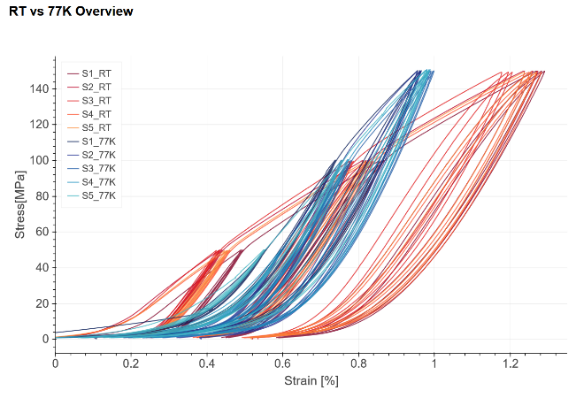 RT vs 77K Overview
S1_RT
S2_RT
S3_RT
S4_RT
S5_RT
S1_77K
S2_77K
S3_77K
S4_77K
S5_77K
140
120
100
80
60
40
20
0
Stress[MPa]
0
0.2
0.4
0.6
0.8
1
1.2
Strain [%]